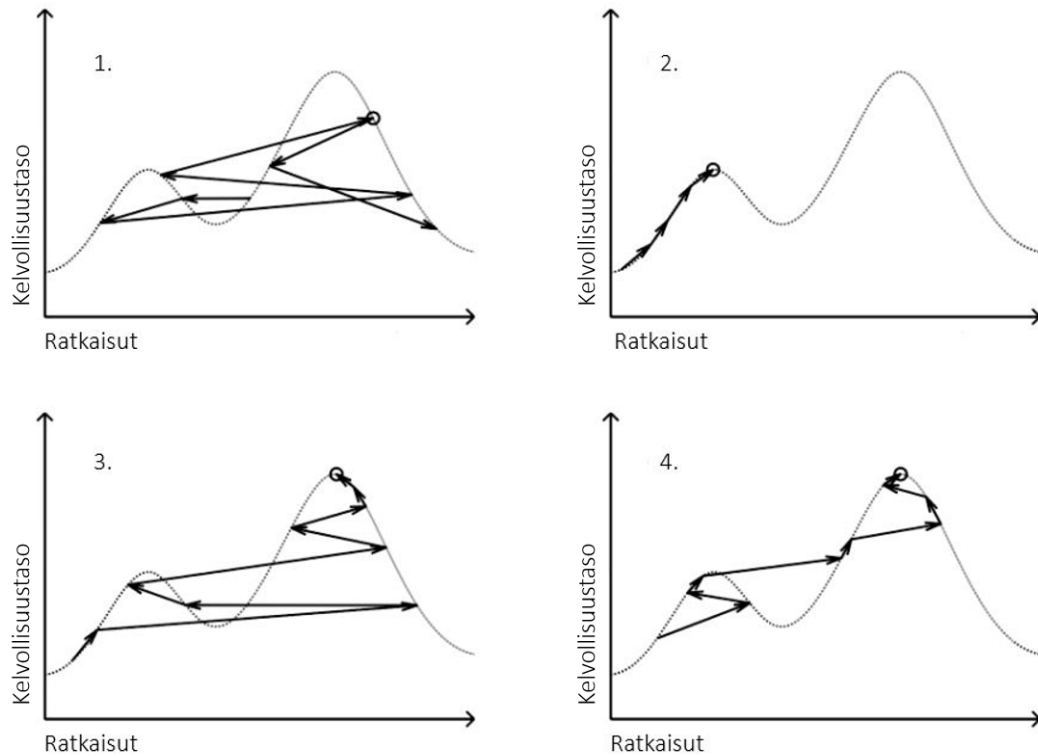 1.
Kelvollisuustaso
Ratkaisut
2.
Kelvollisuustaso
Ratkaisut
3.
Kelvollisuustaso
Ratkaisut
4.
Kelvollisuustaso
Ratkaisut